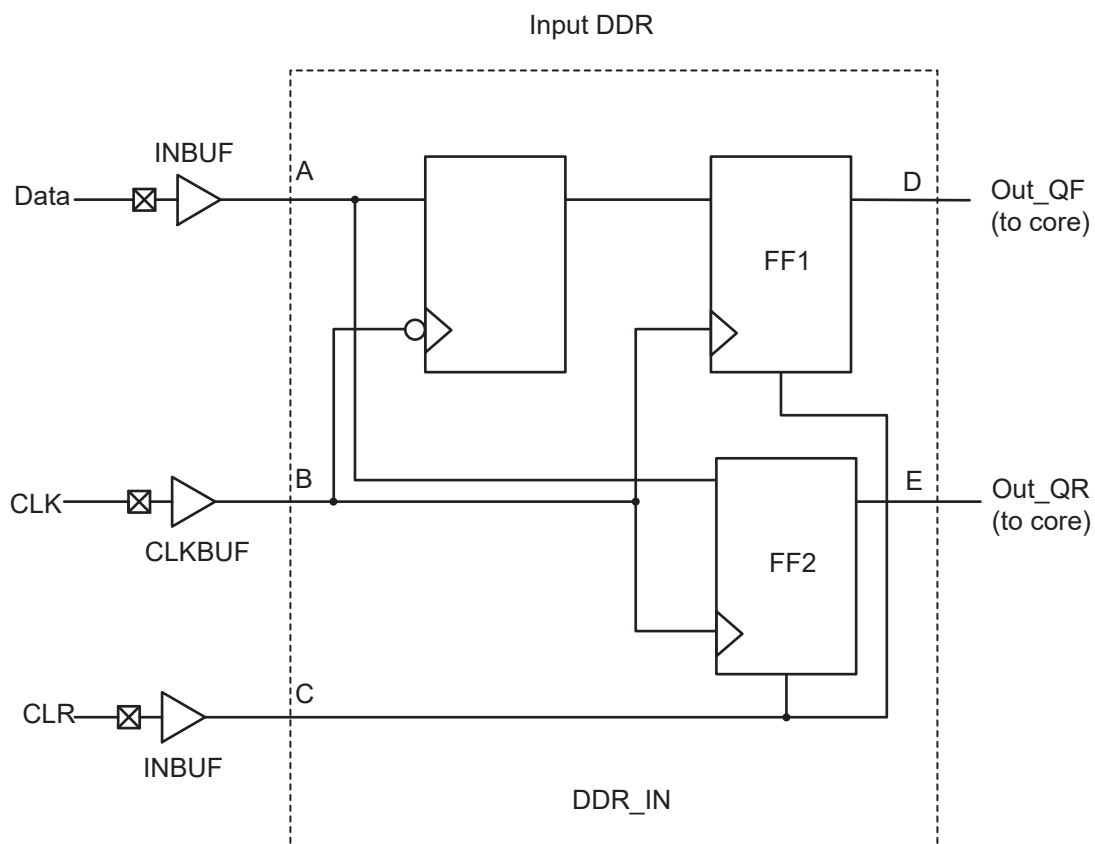 Input DDR
INBUF
A
D
Data
Out_QF
(to core)
FF1
B
E
CLK
Out_QR
(to core)
CLKBUF
FF2
C
CLR
INBUF
DDR_IN